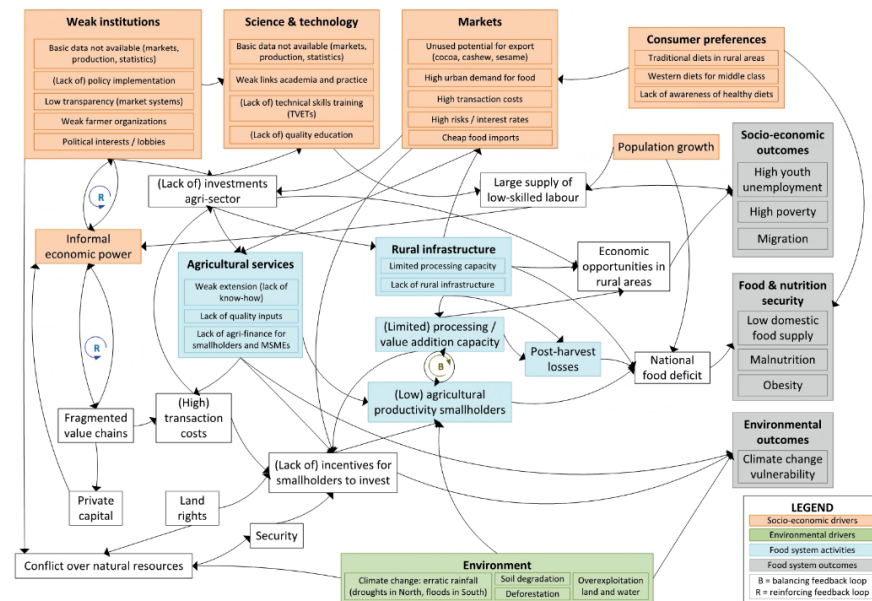 Weak institutions
Basic data not available (markets,
production, statistics)
(Lack of) policy implementation
Low transparency (market systems)
Weak farmer organizations
Political interests / lobbies
Science & technology
Basic data not available (markets,
production, statistics)
Weak links academia and practice
(Lack of) technical skills training
(TVETs)
(Lack of) quality education
Markets
Unused potential for export
(cocoa, cashew, sesame)
High urban demand for food
High transaction costs
High risks / interest rates
Cheap food imports
Consumer preferences
Traditional diets in rural areas
Western diets for middle class
Lack of awareness of healthy diets
Population growth
Socio-economic
outcomes
High youth
unemployment
High poverty
Migration
R
(Lack of) investments
agri-sector
Large supply of
low-skilled labour
Informal
economic power
Agricultural services
Weak extension (lack of
know-how)
Lack of quality inputs
Lack of agri-finance for
smallholders and MSMEs
Rural infrastructure
Limited processing capacity
Lack of rural infrastructure
Economic
opportunities in
rural areas
Food & nutrition
security
Low domestic
food supply
Malnutrition
Obesity
R
(Limited) processing /
value addition capacity
B
Post-harvest
losses
National
food deficit
(Low) agricultural
productivity smallholders
Fragmented
value chains
(High)
transaction
costs
Environmental
outcomes
Climate change
vulnerability
(Lack of) incentives for
smallholders to invest
Private
capital
Land
rights
Security
Conflict over natural resources
Environment
Climate change: erratic rainfall
(droughts in North, floods in South)
Soil degradation
Deforestation
Overexploitation
land and water
LEGEND
Socio-economic drivers
Environmental drivers
Food system activities
Food system outcomes
B = balancing feedback loop
R = reinforcing feedback loop